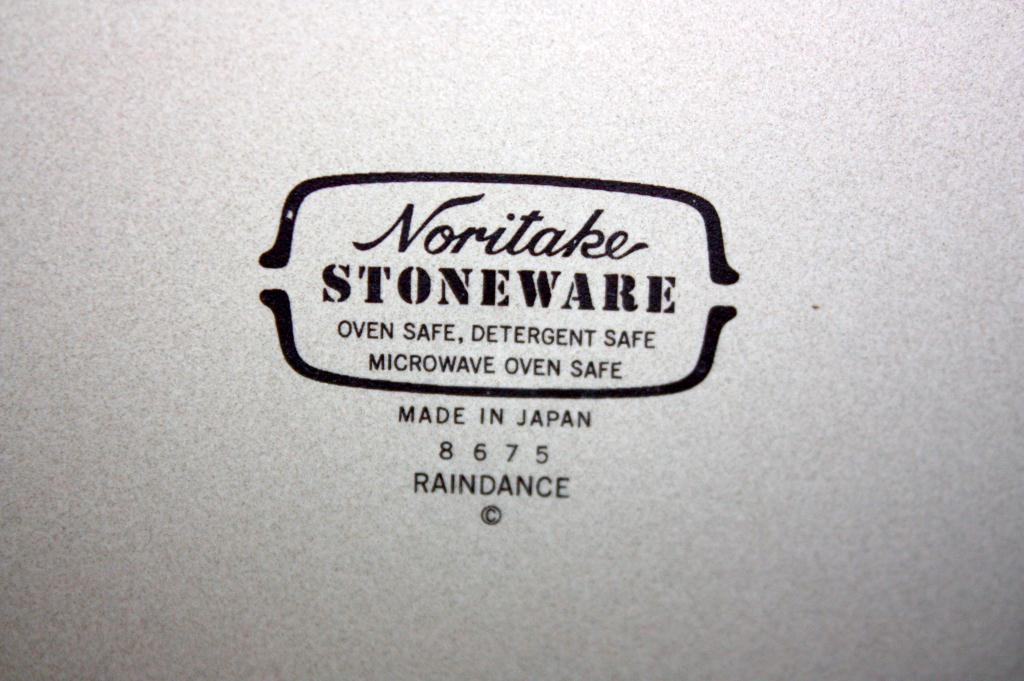 Noritake
STONEWARE
OVEN SAFE, DETERGENT SAFE
MICROWAVE OVEN SAFE
MADE IN JAPAN
8675
RAINDANCE
©